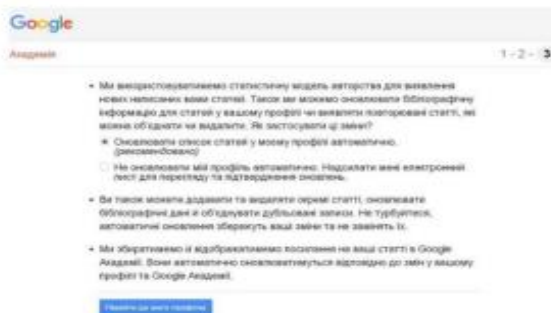 Google
Академія
1 - 2 - 3
Ми використовуватимемо статистичну модель авторства для виявлення
нових написаних вами статей. Також ми можемо оновлювати бібліографічну
інформацію для статей у вашому профілі чи виявляти повторювані статті, які
можна об'єднати чи видалити. Як застосувати ці зміни?
Оновлювати список статей у моєму профілі автоматично.
(рекомендовано)
Не оновлювати мій профіль автоматично. Надсилати мені електронний
лист для перегляду та підтвердження оновлень.
Ви також можете додавати та видаляти окремі статті, оновлювати
бібліографічні дані й об'єднувати дубльовані записи. Не турбуйтеся,
автоматичні оновлення збережуть ваші зміни та не замінять їх.
Ми збиратимемо й відображатимемо посилання на ваші статті в Google
Академії. Вони автоматично оновлюватимуться відповідно до змін у вашому
профілі та Google Академії.